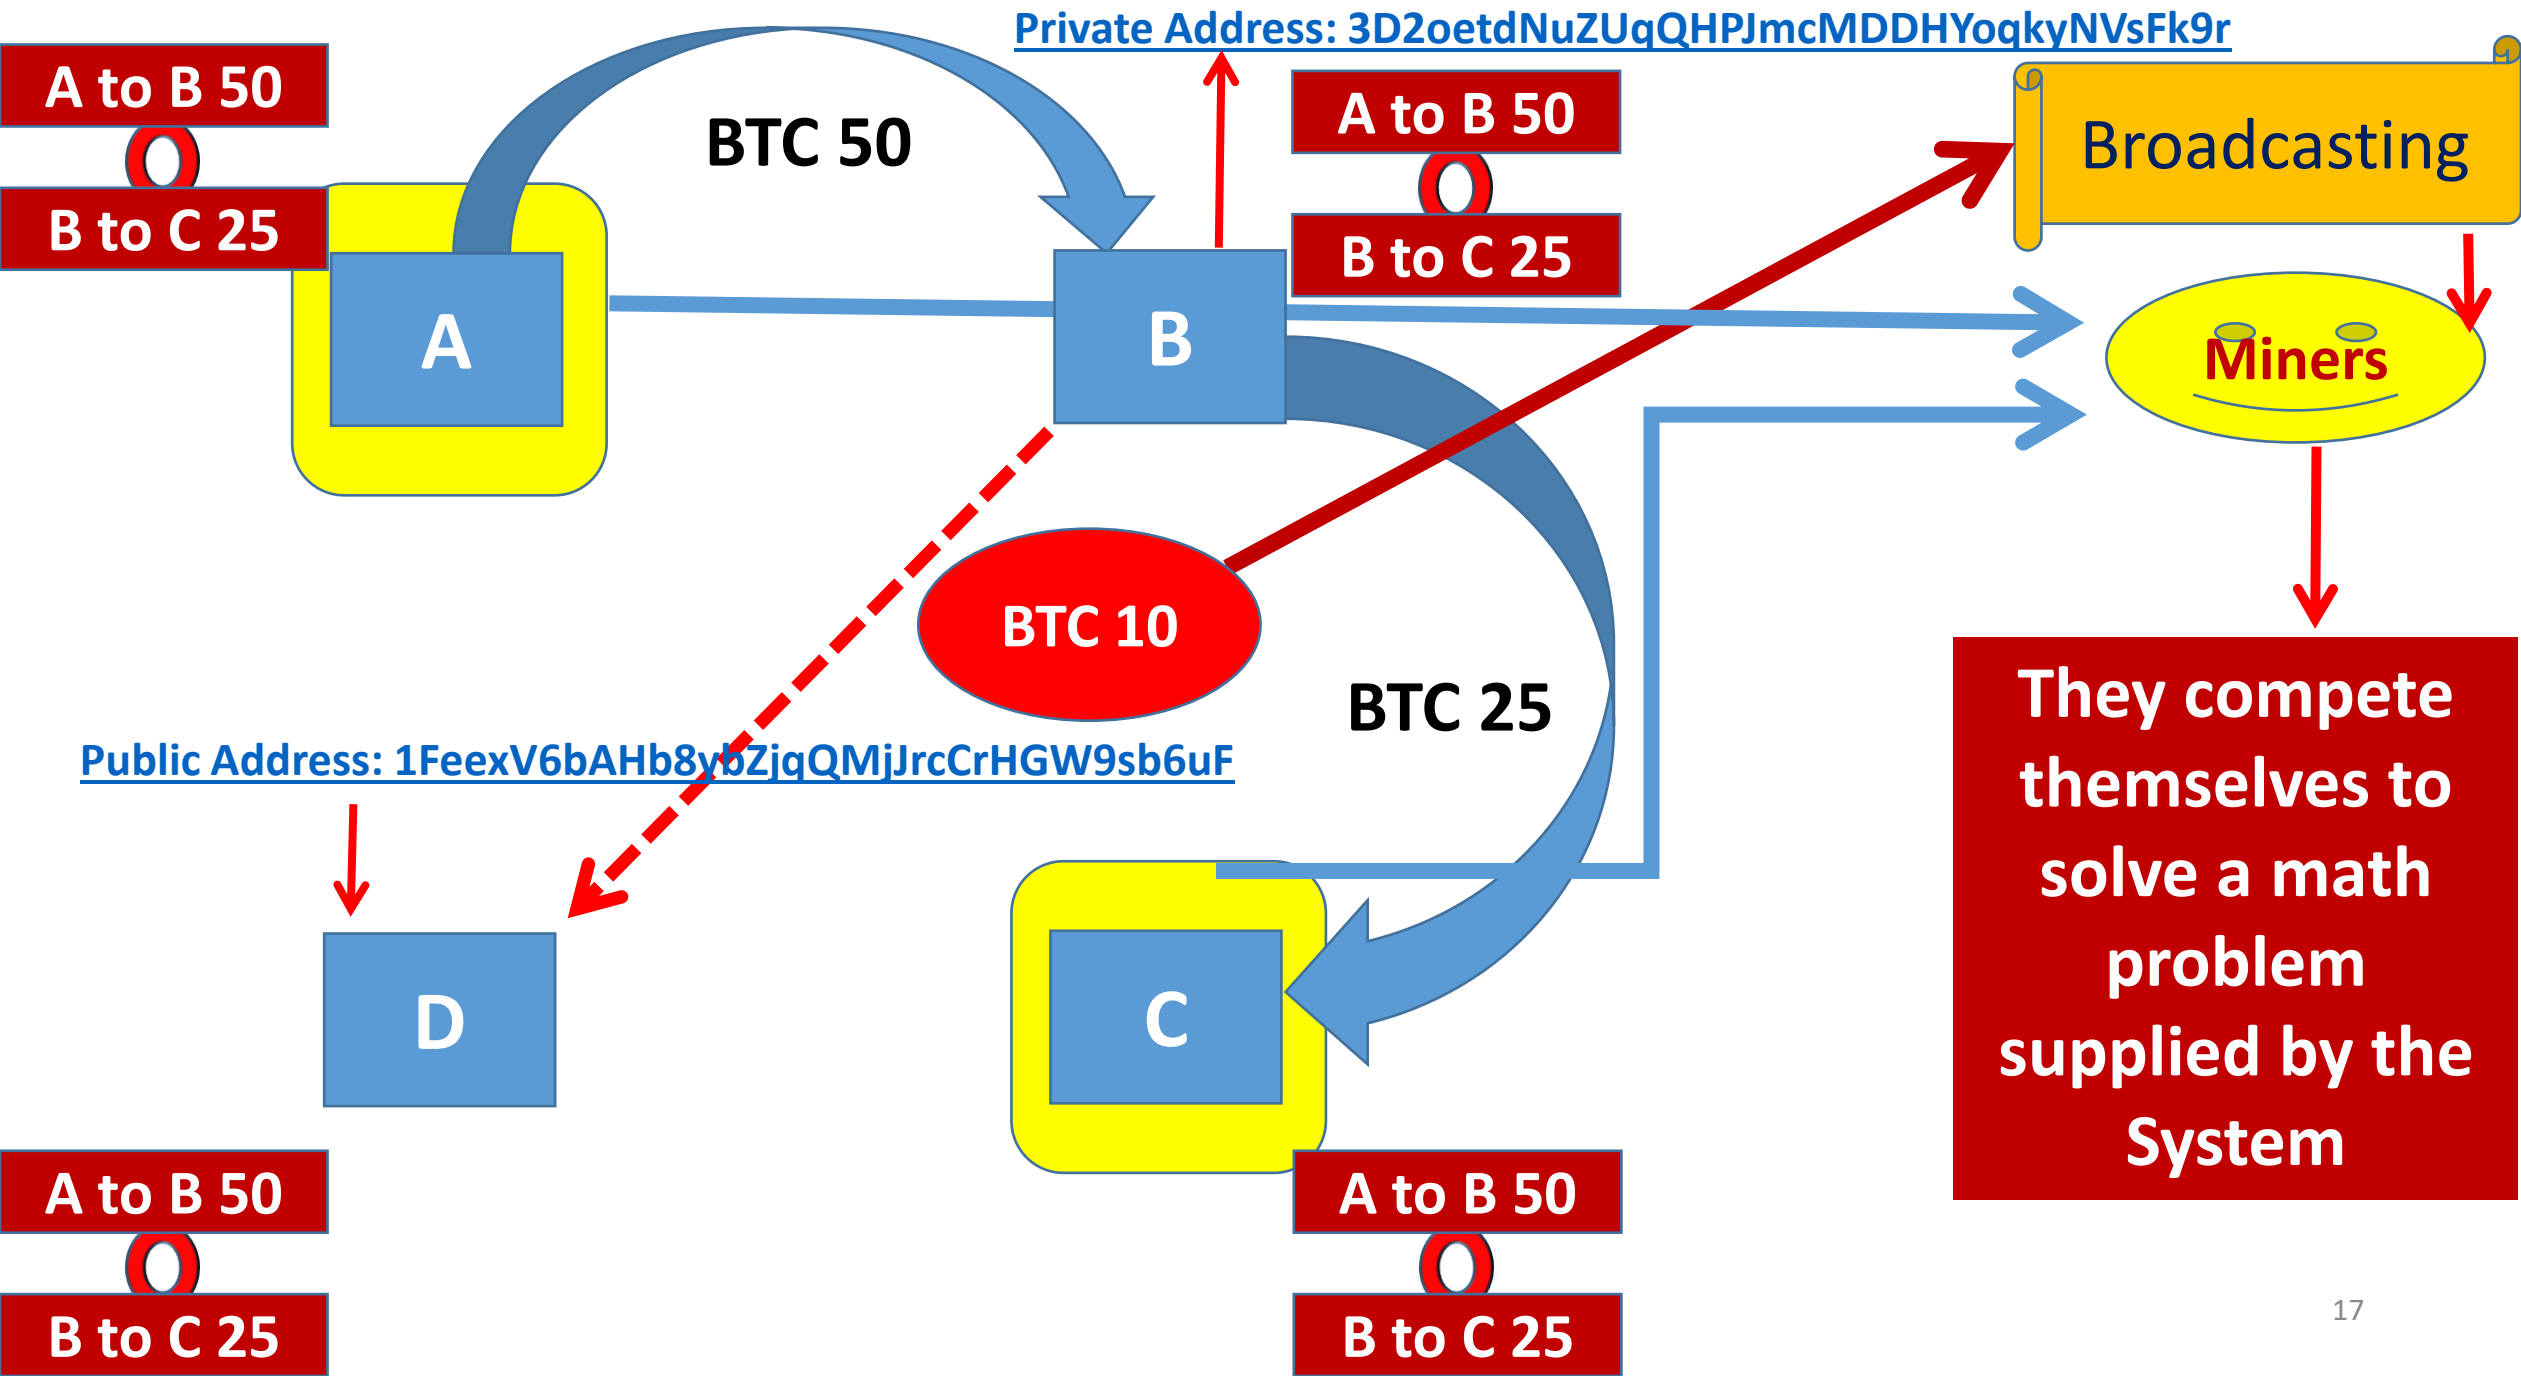 Private Address: 3D2oetdNuZUqQHPJmcMDDHYoqkyNVsFk9r
A to B 50
B to C 25
BTC 50
A to B 50
B to C 25
Broadcasting
A
B
Miners
BTC 10
BTC 25
Public Address: 1FeexV6bAHb8ybZjqQMjJrcCrHGW9sb6uF
They compete
themselves to
solve a math
problem
supplied by the
System
D
C
A to B 50
B to C 25
A to B 50
B to C 25
17